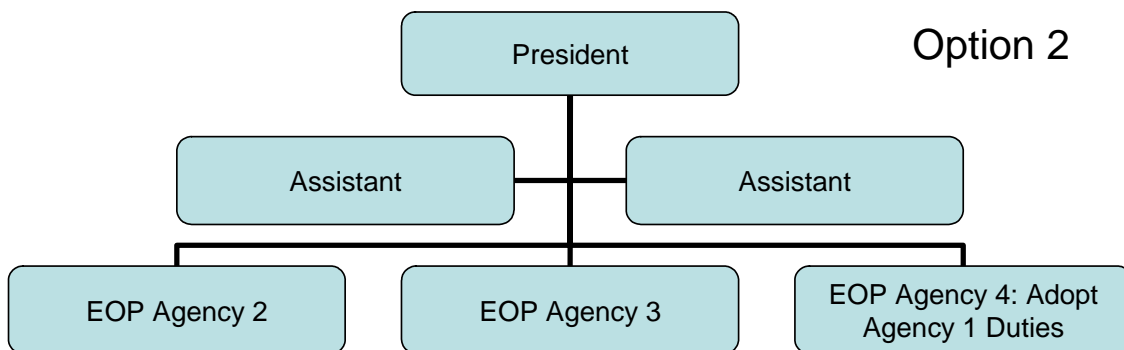 Option 2
President
Assistant
Assistant
EOP Agency 2
EOP Agency 3
EOP Agency 4: Adopt
Agency 1 Duties